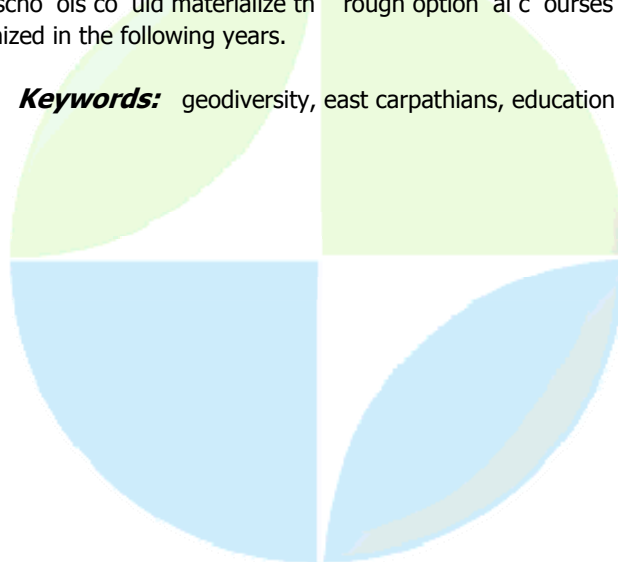 scho ols co uld materialize th rough option al c ourses
nized in the following years.
Keywords: geodiversity, east carpathians, education